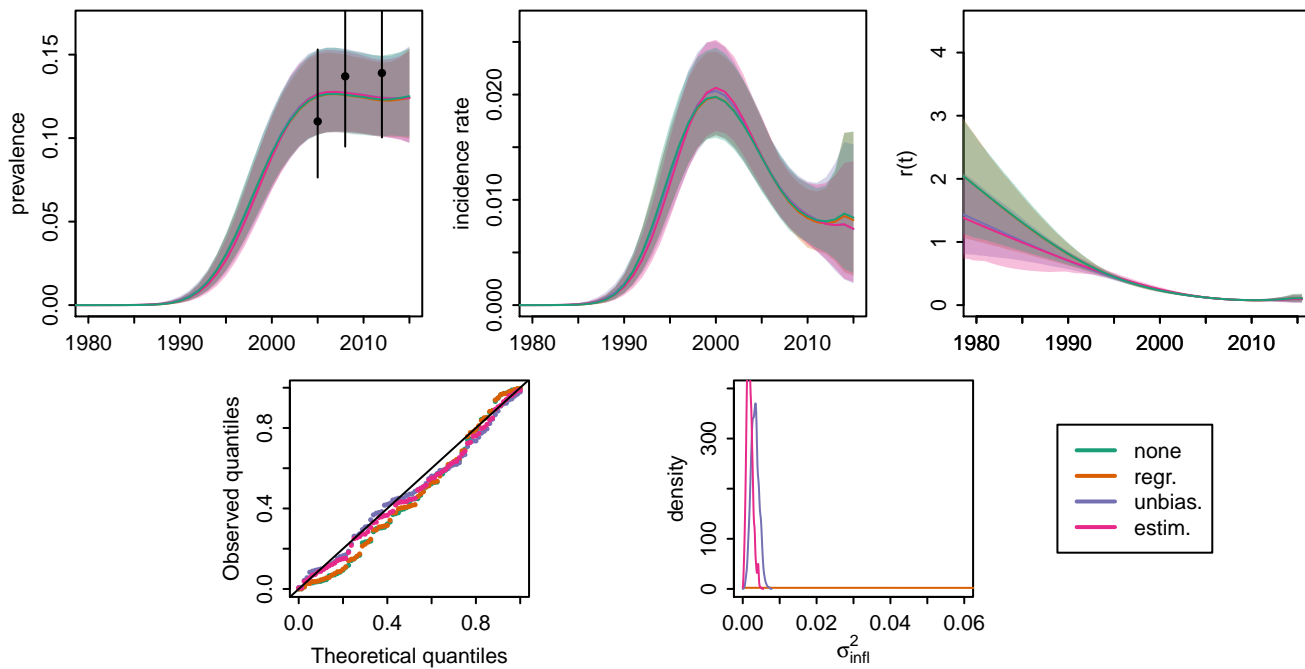 prevalence
0.00 0.05 0.10 0.15
1980 1990 2000 2010
incidence rate
0.000 0.010 0.020
1980 1990 2000 2010
r(t)
0 1 2 3 4
1980 1990 2000 2010
Observed quantiles
0.0 0.4 0.8
0.0 0.4 0.8
Theoretical quantiles
density
0 100 300
0.00 0.02 0.04 0.06
σ²infl
none
regr.
unbias.
estim.